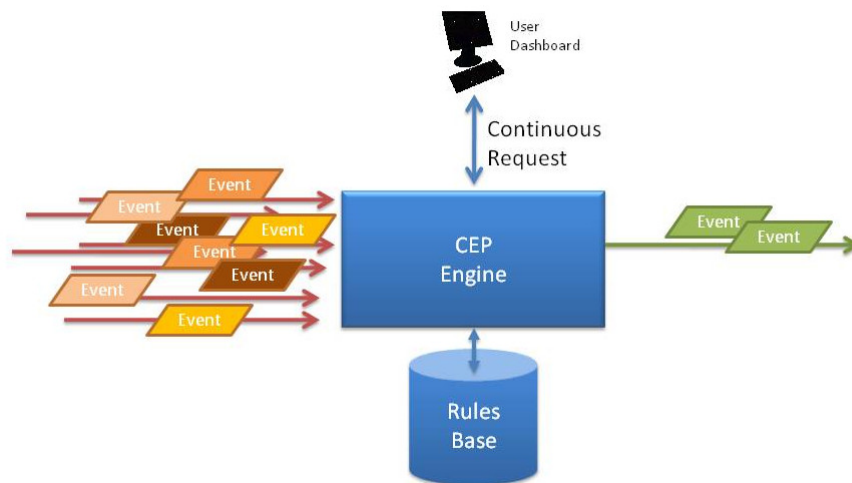 User
Dashboard
Continuous
Request
Event
Event
Event
Event
Event
Event
Event
Event
CEP
Engine
Event
Event
Rules
Base